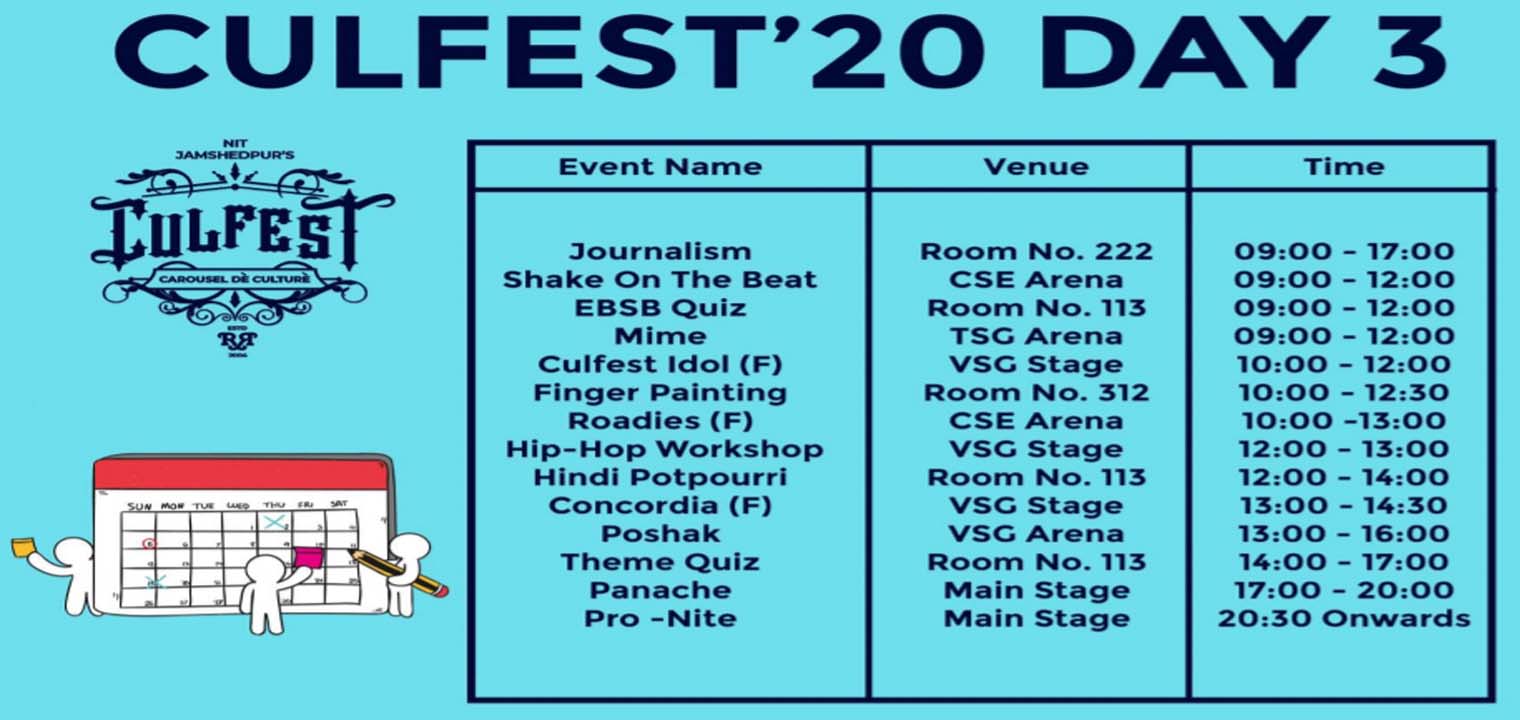 CULFEST'20 DAY 3
NIT
JAMSHEDPUR'S
CULFEST
CAROUSEL DÈ CULTURÈ
ESTD
2004
SUN MON TUE WED THU FRI SAT
Event Name Venue Time
Journalism Room No. 222 09:00 - 17:00
Shake On The Beat CSE Arena 09:00 - 12:00
EBSB Quiz Room No. 113 09:00 - 12:00
Mime TSG Arena 09:00 - 12:00
Culfest Idol (F) VSG Stage 10:00 - 12:00
Finger Painting Room No. 312 10:00 - 12:30
Roadies (F) CSE Arena 10:00 -13:00
Hip-Hop Workshop VSG Stage 12:00 - 13:00
Hindi Potpourri Room No. 113 12:00 - 14:00
Concordia (F) VSG Stage 13:00 - 14:30
Poshak VSG Arena 13:00 - 16:00
Theme Quiz Room No. 113 14:00 - 17:00
Panache Main Stage 17:00 - 20:00
Pro -Nite Main Stage 20:30 Onwards